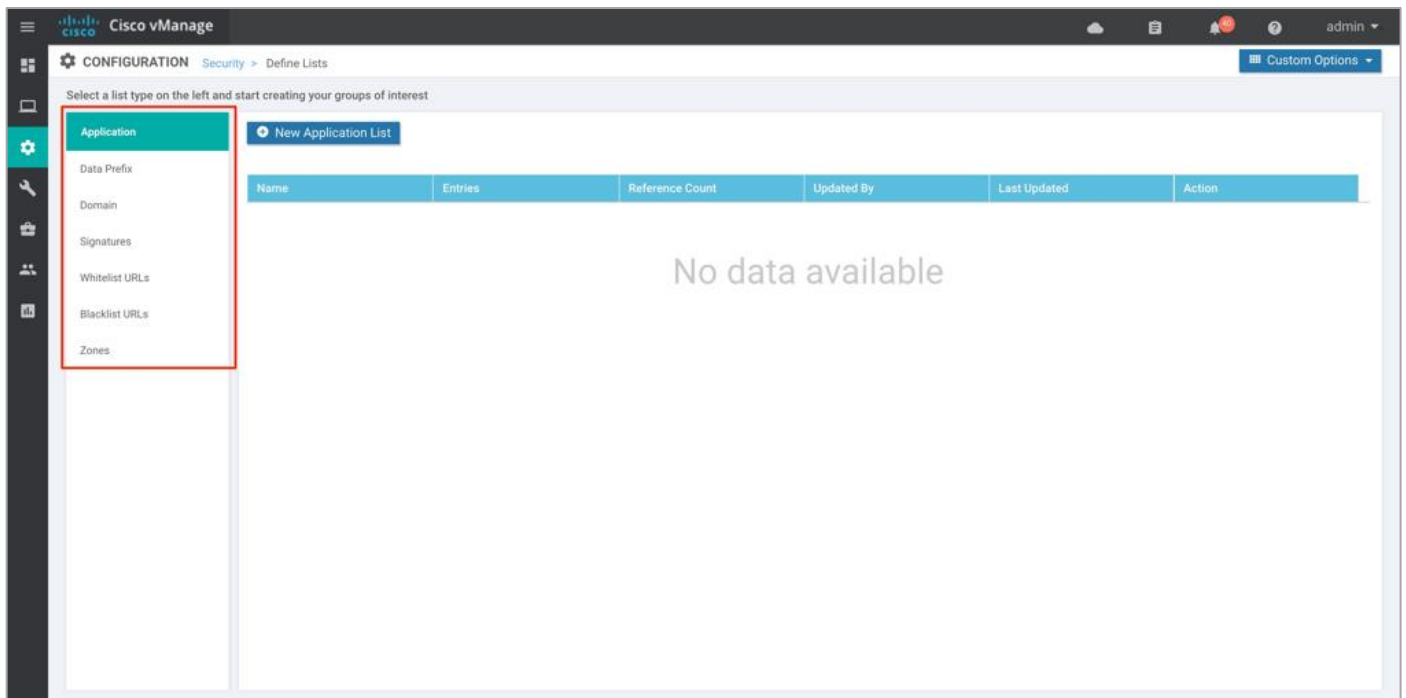 cisco Cisco vManage 40 admin
CONFIGURATION Security > Define Lists Custom Options
Select a list type on the left and start creating your groups of interest
Application
Data Prefix
Domain
Signatures
Whitelist URLs
Blacklist URLs
Zones
New Application List
Name Entries Reference Count Updated By Last Updated Action
No data available